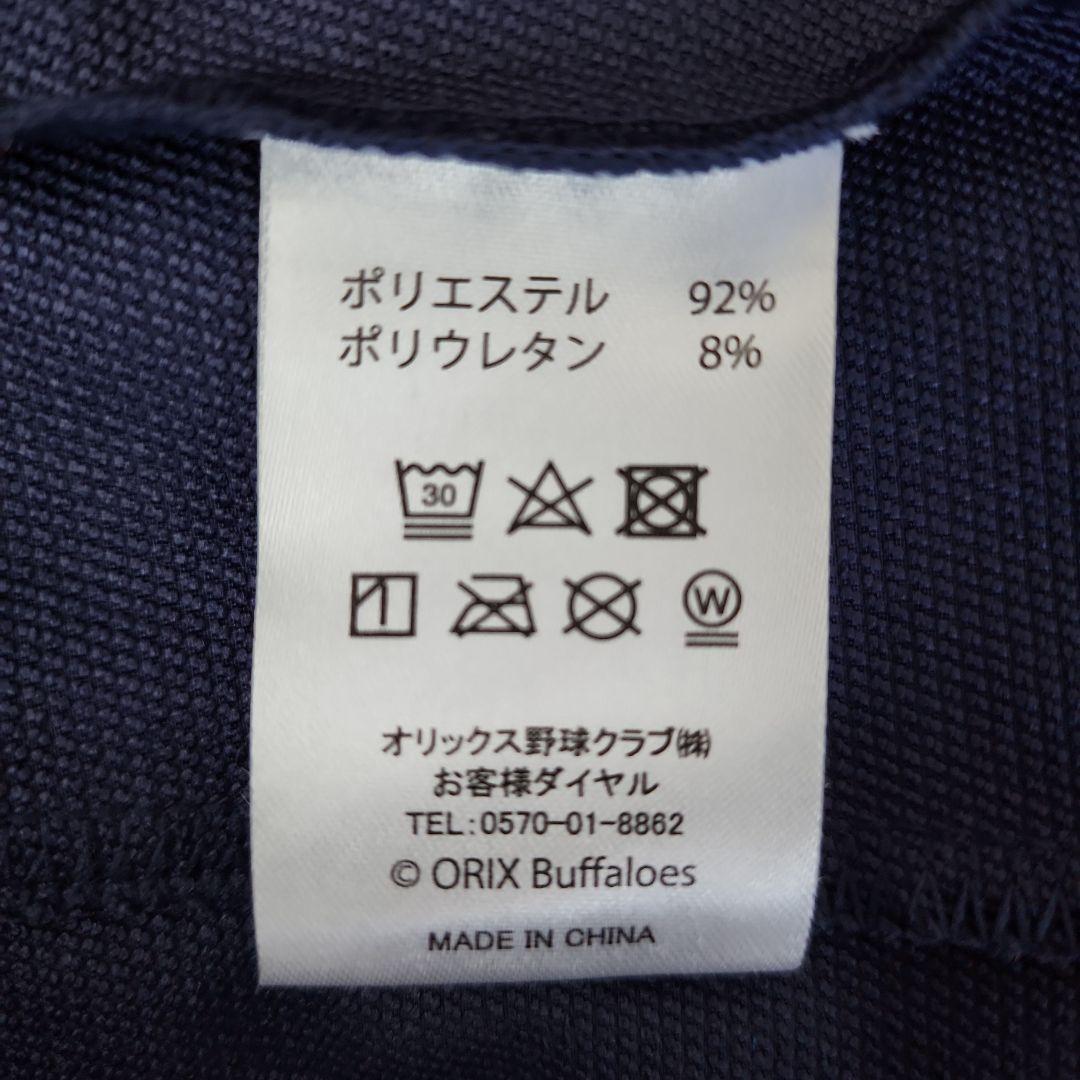 ポリエステル 92%
ポリウレタン 8%
30
W
オリックス野球クラブ㈱
お客様ダイヤル
TEL:0570-01-8862
© ORIX Buffaloes
MADE IN CHINA